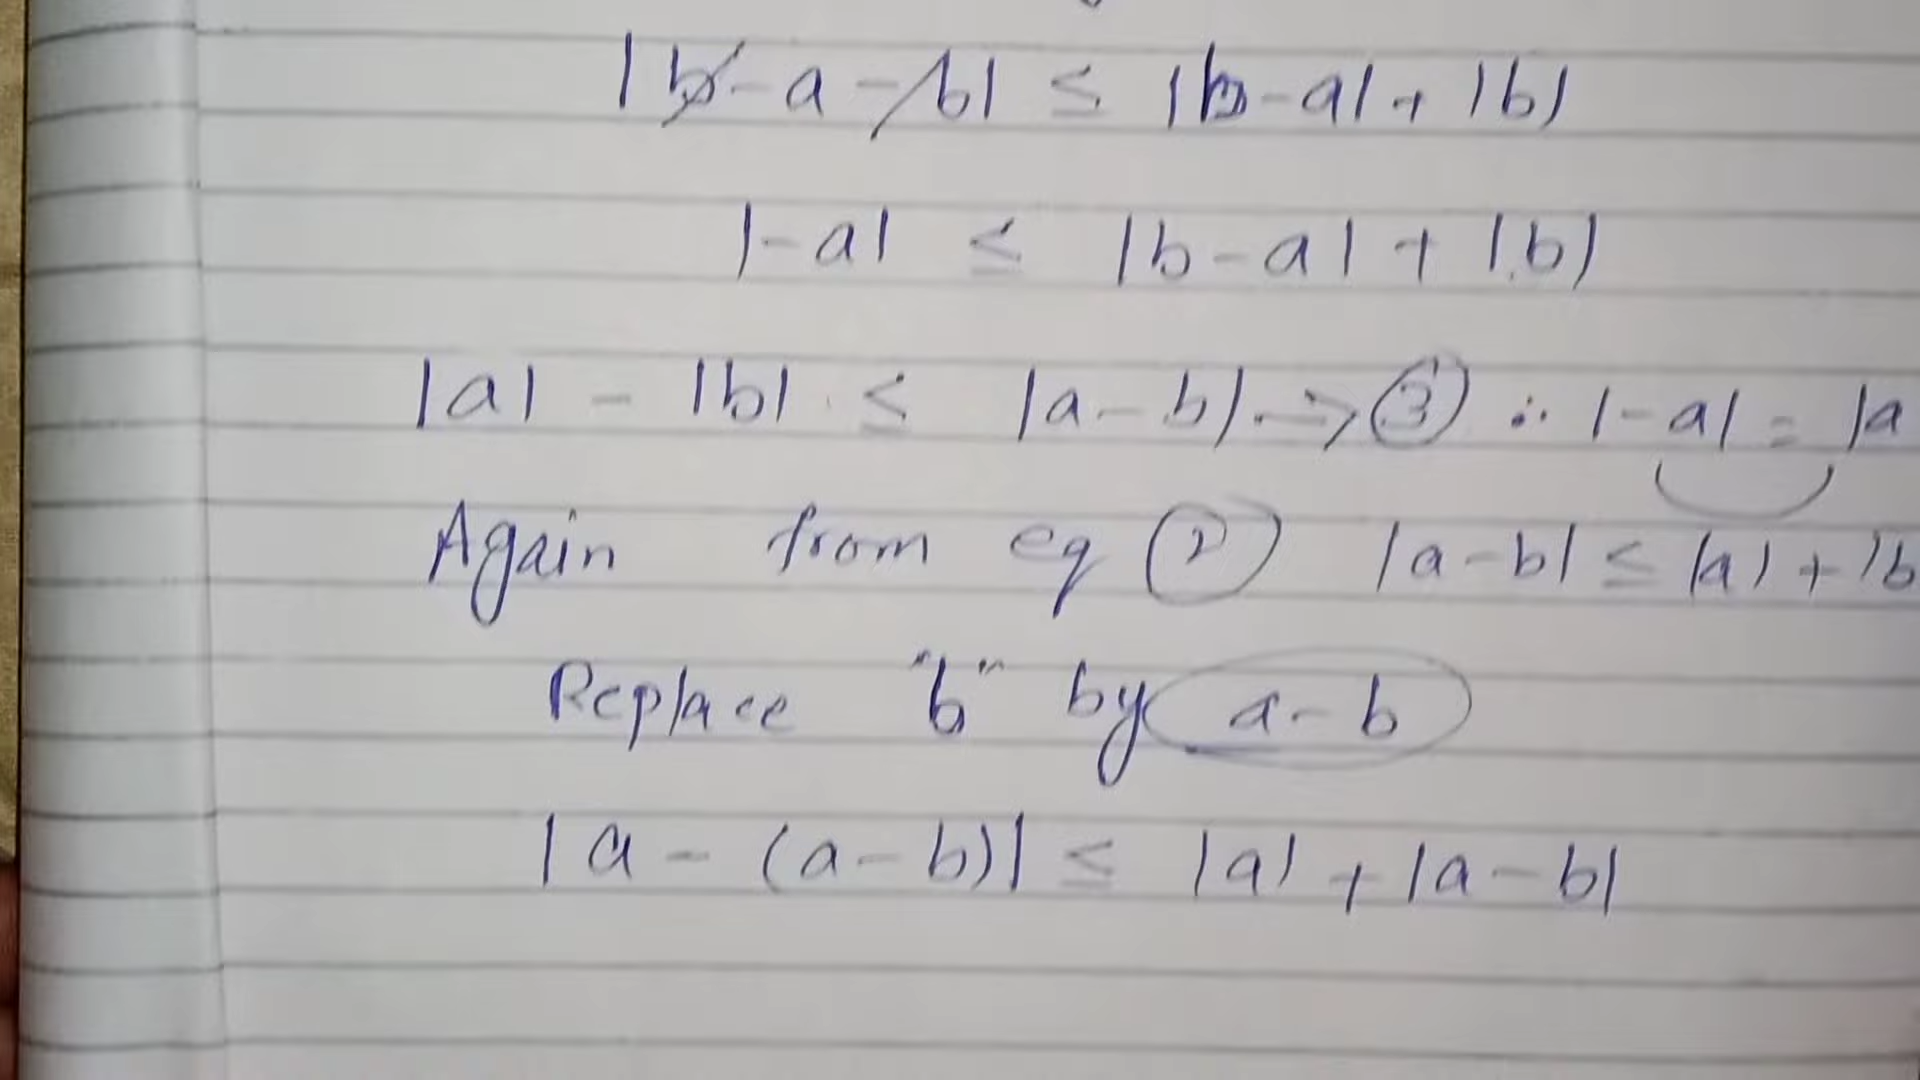 |b - a - b| ≤ |b - a| + |b|
|-a| ≤ |b - a| + |b|
|a| - |b| ≤ |a - b| → ③ ∵ |-a| = |a
Again from eq ② |a - b| ≤ |a| + |b
Replace "b" by a - b
|a - (a - b)| ≤ |a| + |a - b|